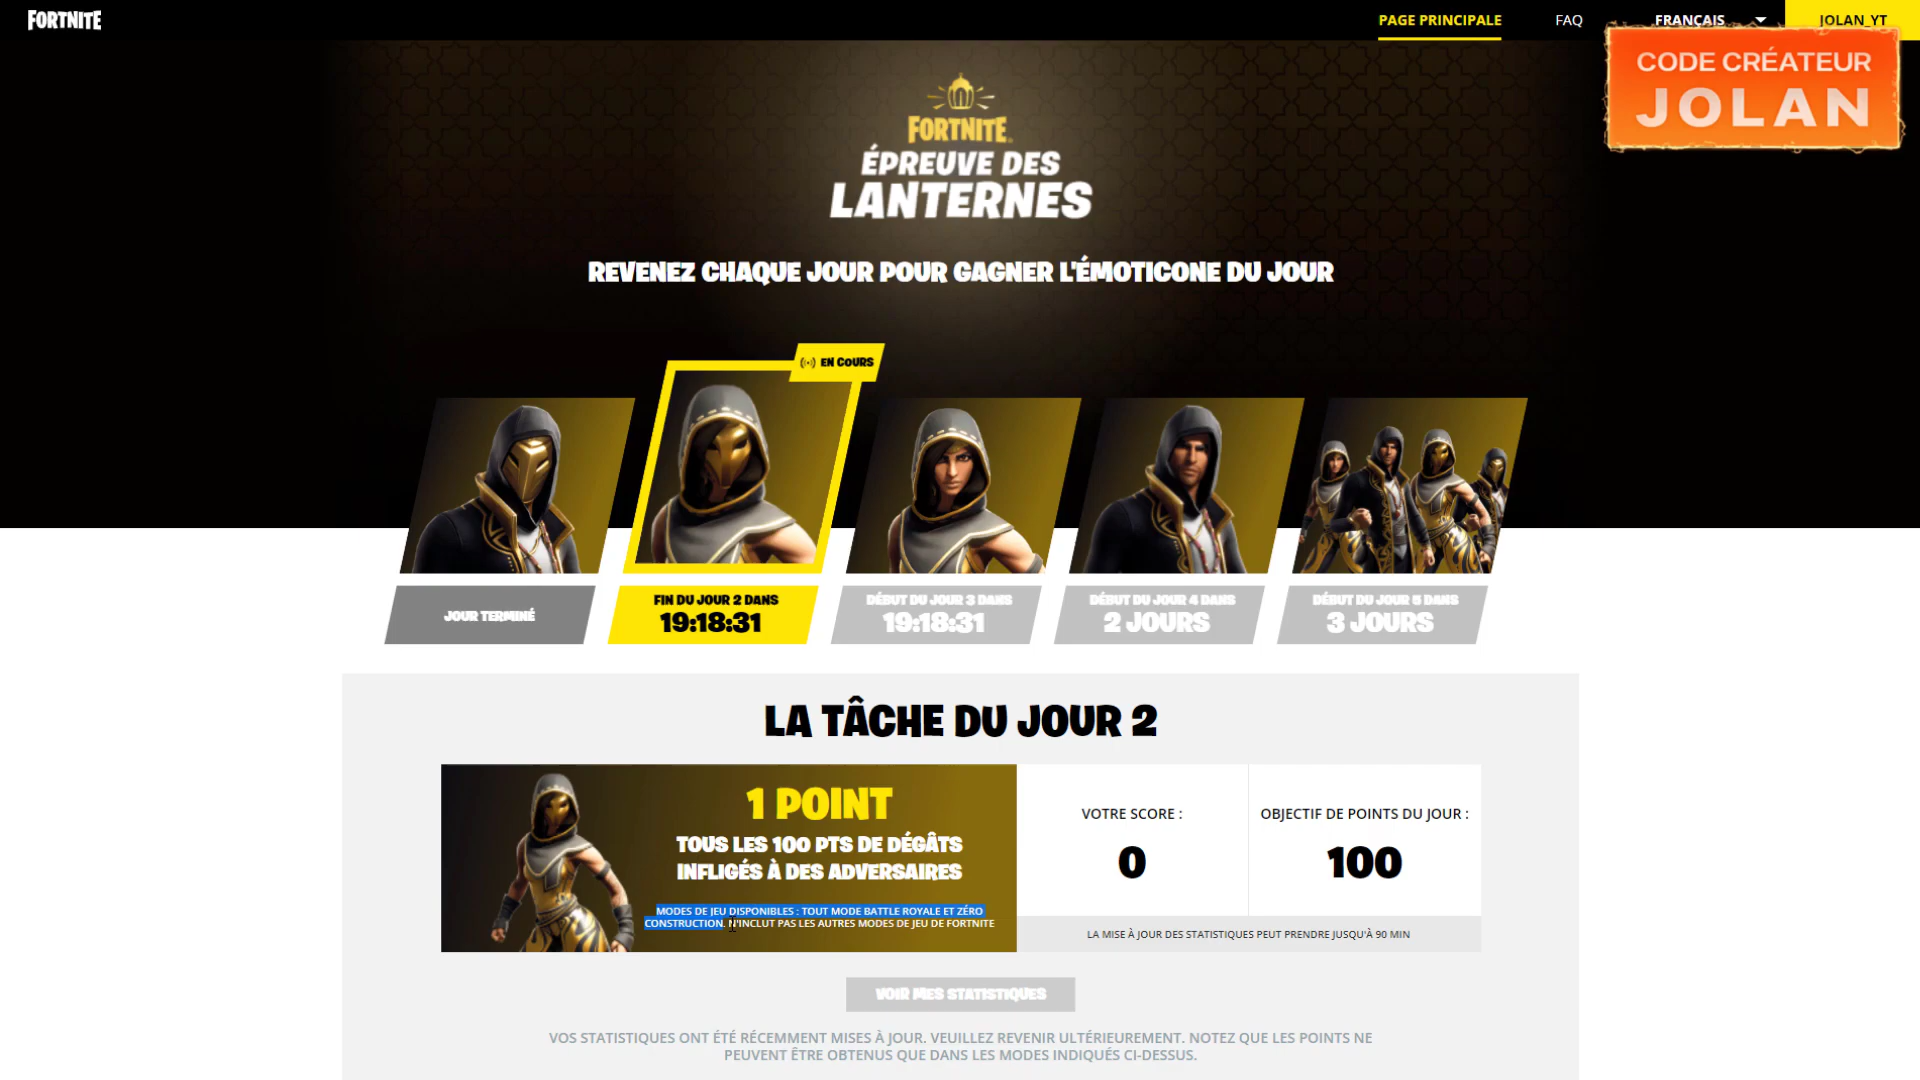 FORTNITE
PAGE PRINCIPALE
FAQ
FRANÇAIS
JOLAN_YT
CODE CRÉATEUR
JOLAN
FORTNITE
ÉPREUVE DES
LANTERNES
REVENEZ CHAQUE JOUR POUR GAGNER L'ÉMOTICONE DU JOUR
EN COURS
JOUR TERMINÉ
FIN DU JOUR 2 DANS
19:18:31
DÉBUT DU JOUR 3 DANS
19:18:31
DÉBUT DU JOUR 4 DANS
2 JOURS
DÉBUT DU JOUR 5 DANS
3 JOURS
LA TÂCHE DU JOUR 2
1 POINT
TOUS LES 100 PTS DE DÉGÂTS
INFLIGÉS À DES ADVERSAIRES
MODES DE JEU DISPONIBLES : TOUT MODE BATTLE ROYALE ET ZÉRO
CONSTRUCTION. N'INCLUT PAS LES AUTRES MODES DE JEU DE FORTNITE
VOTRE SCORE :
0
OBJECTIF DE POINTS DU JOUR :
100
LA MISE À JOUR DES STATISTIQUES PEUT PRENDRE JUSQU'À 90 MIN
VOIR MES STATISTIQUES
VOS STATISTIQUES ONT ÉTÉ RÉCEMMENT MISES À JOUR. VEUILLEZ REVENIR ULTÉRIEUREMENT. NOTEZ QUE LES POINTS NE
PEUVENT ÊTRE OBTENUS QUE DANS LES MODES INDIQUÉS CI-DESSUS.